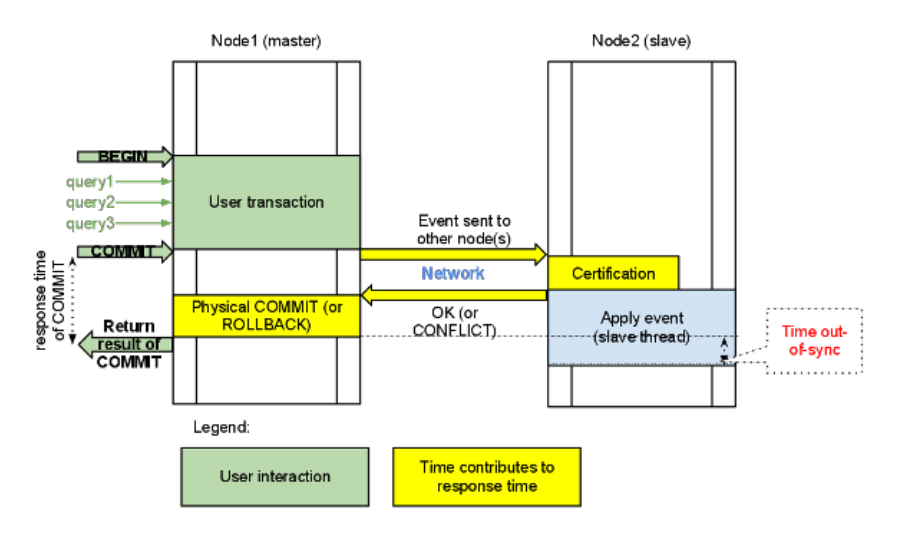 Node1 (master)
Node2 (slave)
BEGIN
query1
query2
query3
User transaction
COMMIT
Event sent to
other node(s)
Network
Certification
response time
of COMMIT
Physical COMMIT (or
ROLLBACK)
OK (or
CONFLICT)
Apply event
(slave thread)
Time out-
of-sync
Return
result of
COMMIT
Legend:
User interaction
Time contributes to
response time